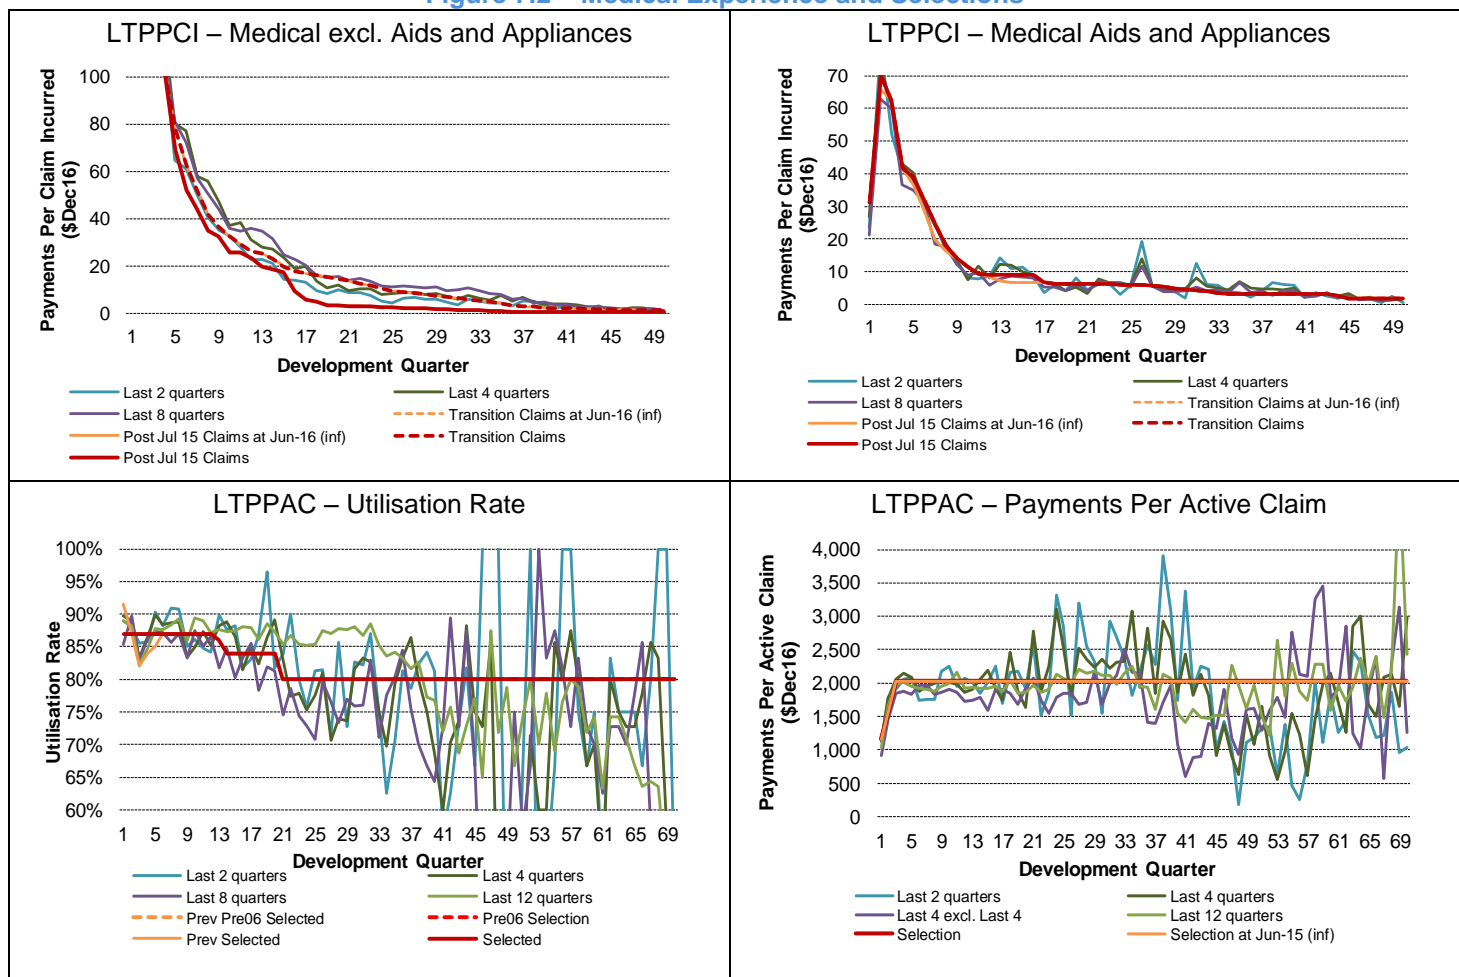 Figure 7.2 – Medical Experience and Selections
LTPPCI – Medical excl. Aids and Appliances
Payments Per Claim Incurred
($Dec16)
100
80
60
40
20
0
1 5 9 13 17 21 25 29 33 37 41 45 49
Development Quarter
Last 2 quarters
Last 4 quarters
Last 8 quarters
Transition Claims at Jun-16 (inf)
Post Jul 15 Claims at Jun-16 (inf)
Transition Claims
Post Jul 15 Claims
LTPPCI – Medical Aids and Appliances
Payments Per Claim Incurred
($Dec16)
70
60
50
40
30
20
10
0
1 5 9 13 17 21 25 29 33 37 41 45 49
Development Quarter
Last 2 quarters
Last 4 quarters
Last 8 quarters
Transition Claims at Jun-16 (inf)
Post Jul 15 Claims at Jun-16 (inf)
Transition Claims
Post Jul 15 Claims
LTPPAC – Utilisation Rate
Utilisation Rate
100%
95%
90%
85%
80%
75%
70%
65%
60%
1 5 9 13 17 21 25 29 33 37 41 45 49 53 57 61 65 69
Development Quarter
Last 2 quarters
Last 4 quarters
Last 8 quarters
Last 12 quarters
Prev Pre06 Selected
Pre06 Selection
Prev Selected
Selected
LTPPAC – Payments Per Active Claim
Payments Per Active Claim
($Dec16)
4,000
3,500
3,000
2,500
2,000
1,500
1,000
500
0
1 5 9 13 17 21 25 29 33 37 41 45 49 53 57 61 65 69
Development Quarter
Last 2 quarters
Last 4 quarters
Last 4 excl. Last 4
Last 12 quarters
Selection
Selection at Jun-15 (inf)